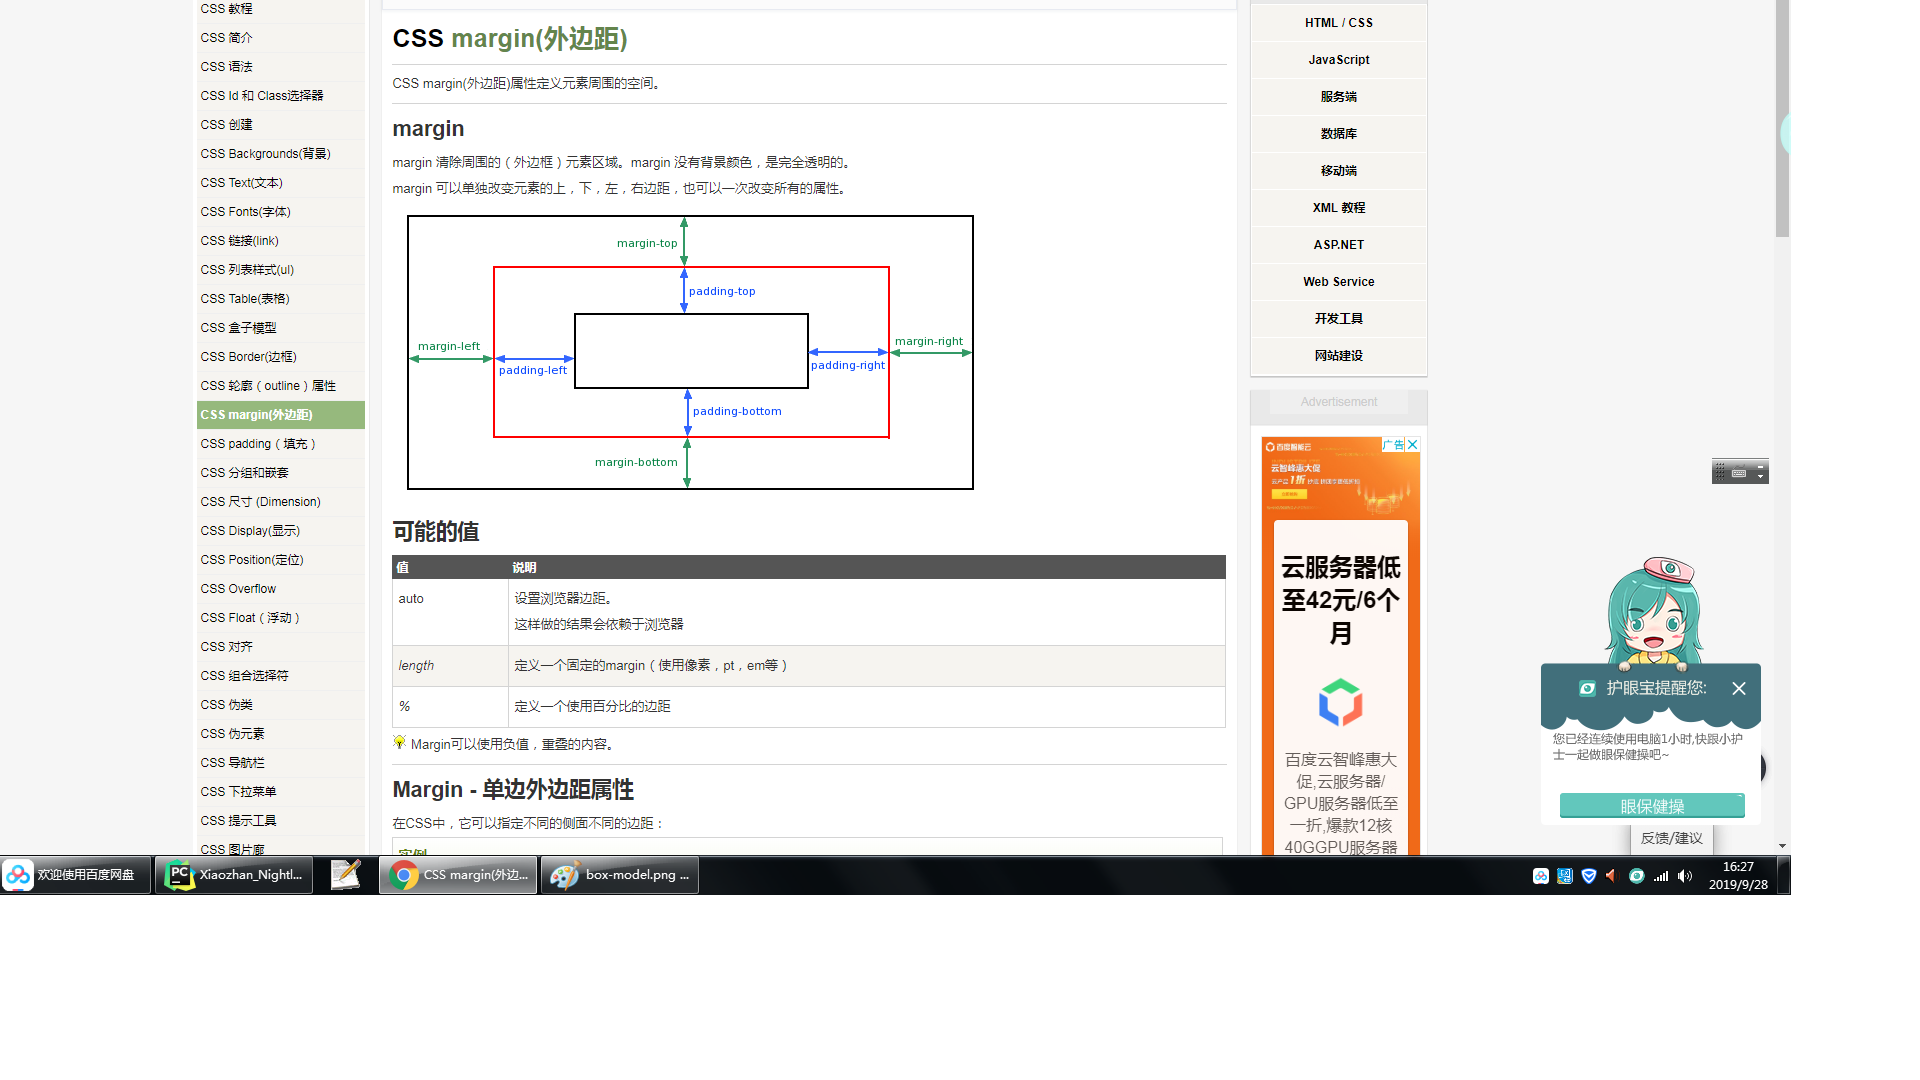 CSS 教程
CSS 简介
CSS 语法
CSS Id 和 Class选择器
CSS 创建
CSS Backgrounds(背景)
CSS Text(文本)
CSS Fonts(字体)
CSS 链接(link)
CSS 列表样式(ul)
CSS Table(表格)
CSS 盒子模型
CSS Border(边框)
CSS 轮廓（outline）属性
CSS margin(外边距)
CSS padding（填充）
CSS 分组和嵌套
CSS 尺寸 (Dimension)
CSS Display(显示)
CSS Position(定位)
CSS Overflow
CSS Float（浮动）
CSS 对齐
CSS 组合选择符
CSS 伪类
CSS 伪元素
CSS 导航栏
CSS 下拉菜单
CSS 提示工具
CSS 图片廊
CSS margin(外边距)
CSS margin(外边距)属性定义元素周围的空间。
margin
margin 清除周围的（外边框）元素区域。margin 没有背景颜色，是完全透明的。
margin 可以单独改变元素的上，下，左，右边距，也可以一次改变所有的属性。
margin-top
padding-top
margin-left
margin-right
padding-left
padding-right
padding-bottom
margin-bottom
可能的值
值 说明
auto 设置浏览器边距。
这样做的结果会依赖于浏览器
length 定义一个固定的margin（使用像素，pt，em等）
% 定义一个使用百分比的边距
Margin可以使用负值，重叠的内容。
Margin - 单边外边距属性
在CSS中，它可以指定不同的侧面不同的边距：
实例
HTML / CSS
JavaScript
服务端
数据库
移动端
XML 教程
ASP.NET
Web Service
开发工具
网站建设
Advertisement
百度智能云
广告
云智峰惠大促
云服务器低
至42元/6个
月
百度云智峰惠大
促,云服务器/
GPU服务器低至
一折,爆款12核
40GGPU服务器
护眼宝提醒您:
您已经连续使用电脑1小时,快跟小护
士一起做眼保健操吧~
眼保健操
反馈/建议
欢迎使用百度网盘
PC
Xiaozhan_Nightl...
CSS margin(外边...
box-model.png ...
16:27
2019/9/28